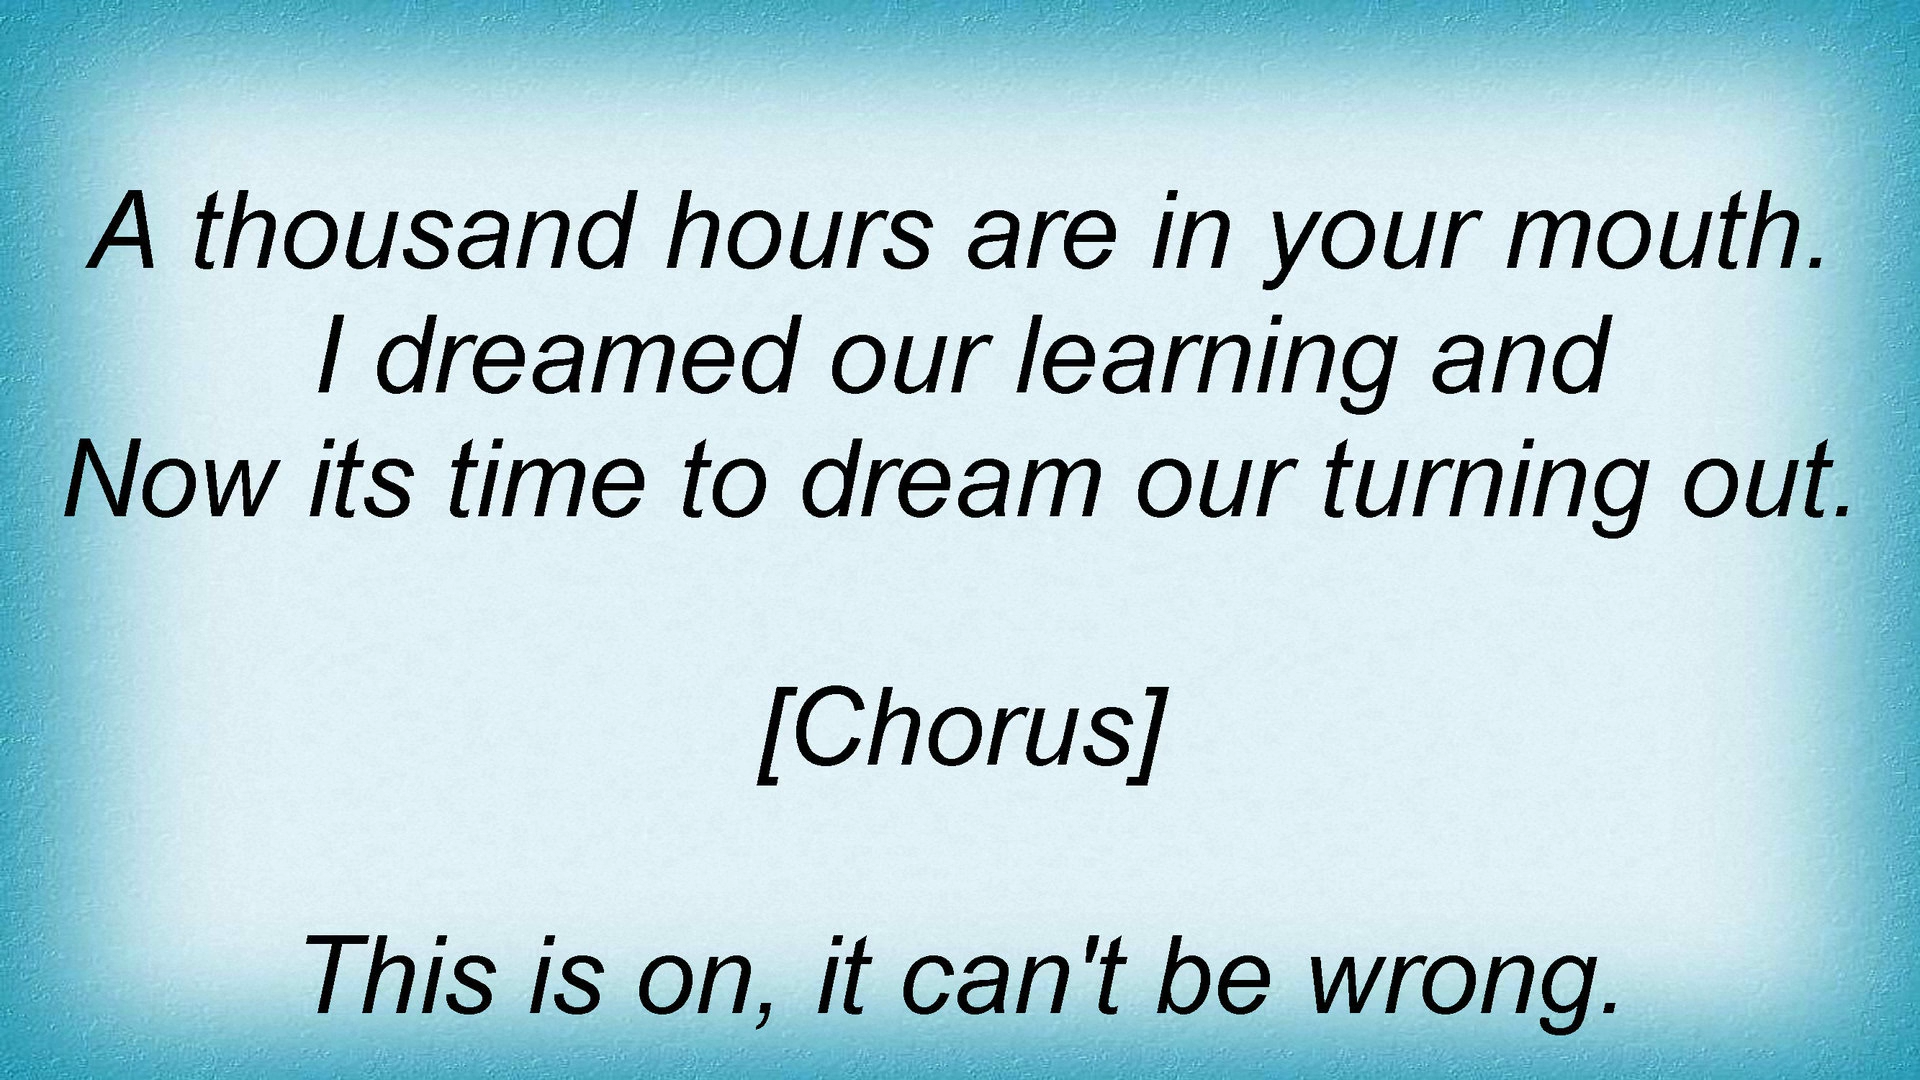 A thousand hours are in your mouth.
I dreamed our learning and
Now its time to dream our turning out.
[Chorus]
This is on, it can't be wrong.